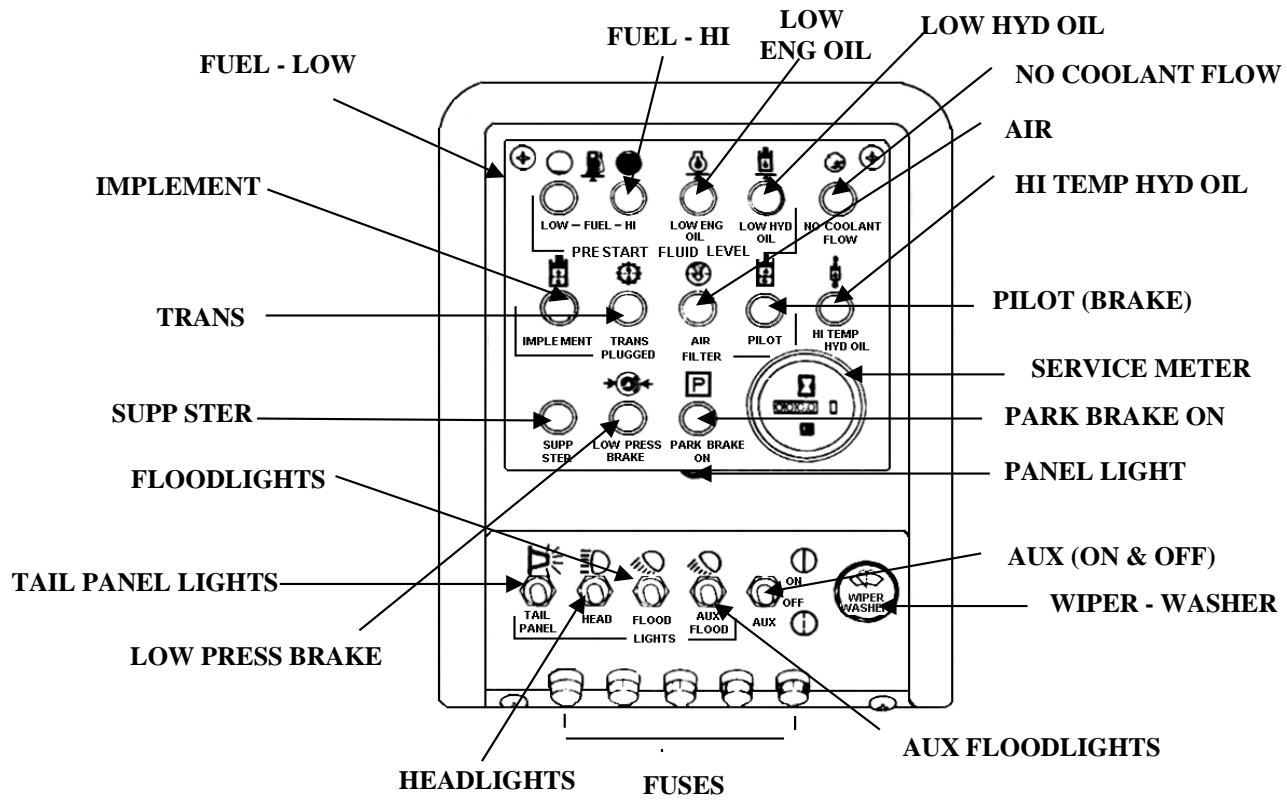 LOW
ENG OIL
FUEL - HI
LOW HYD OIL
FUEL - LOW
NO COOLANT FLOW
AIR
IMPLEMENT
HI TEMP HYD OIL
TRANS
PILOT (BRAKE)
SERVICE METER
SUPP STER
PARK BRAKE ON
FLOODLIGHTS
PANEL LIGHT
TAIL PANEL LIGHTS
AUX (ON & OFF)
WIPER - WASHER
LOW PRESS BRAKE
AUX FLOODLIGHTS
HEADLIGHTS
FUSES
LOW – FUEL – HI
LOW ENG
OIL
LOW HYD
OIL
NO COOLANT
FLOW
PRE START FLUID LEVEL
IMPLEMENT
TRANS
AIR
PILOT
PLUGGED
FILTER
HI TEMP
HYD OIL
P
SUPP
STER
LOW PRESS
BRAKE
PARK BRAKE
ON
TAIL
PANEL
HEAD
FLOOD
AUX
FLOOD
AUX
LIGHTS
ON
OFF
WIPER
WASHER